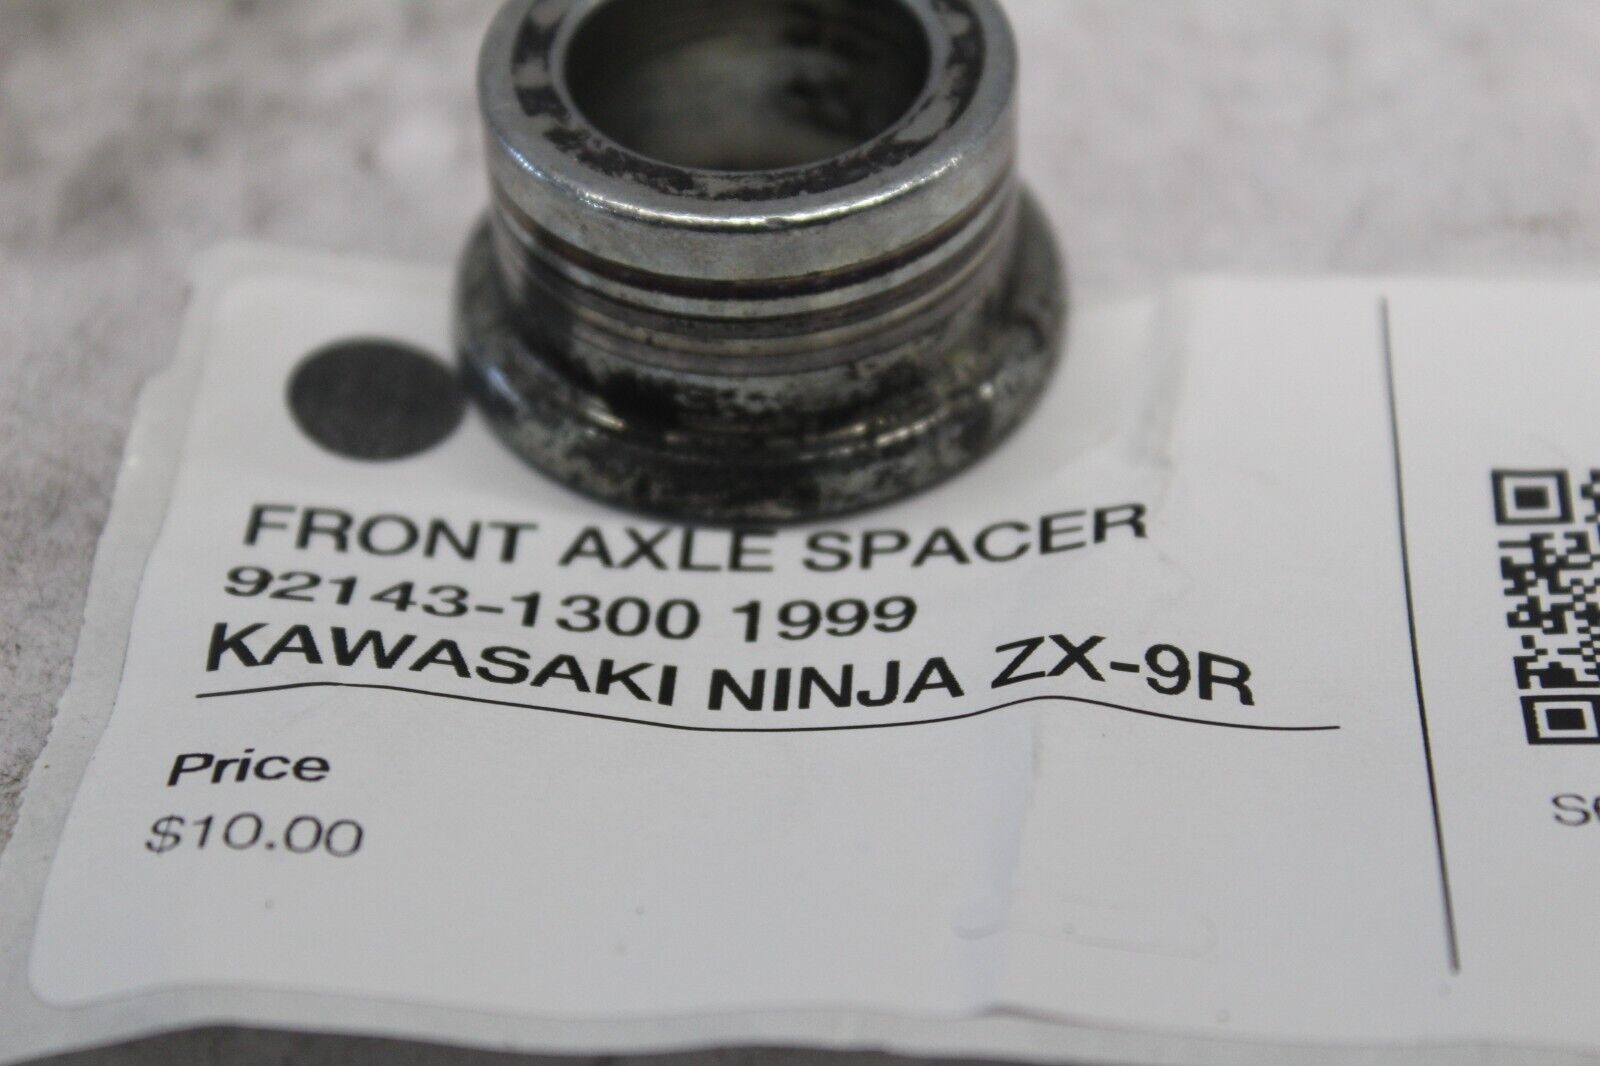 FRONT AXLE SPACER
92143-1300 1999
KAWASAKI NINJA ZX-9R
Price
$10.00